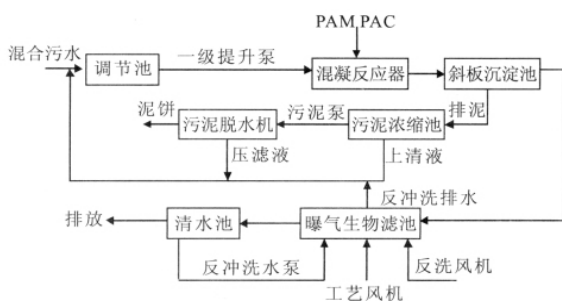 PAM PAC
混合污水
调节池
一级提升泵
混凝反应器
斜板沉淀池
泥饼
污泥脱水机
污泥泵
污泥浓缩池
排泥
压滤液
上清液
反冲洗排水
排放
清水池
曝气生物滤池
反冲洗水泵
工艺风机
反洗风机